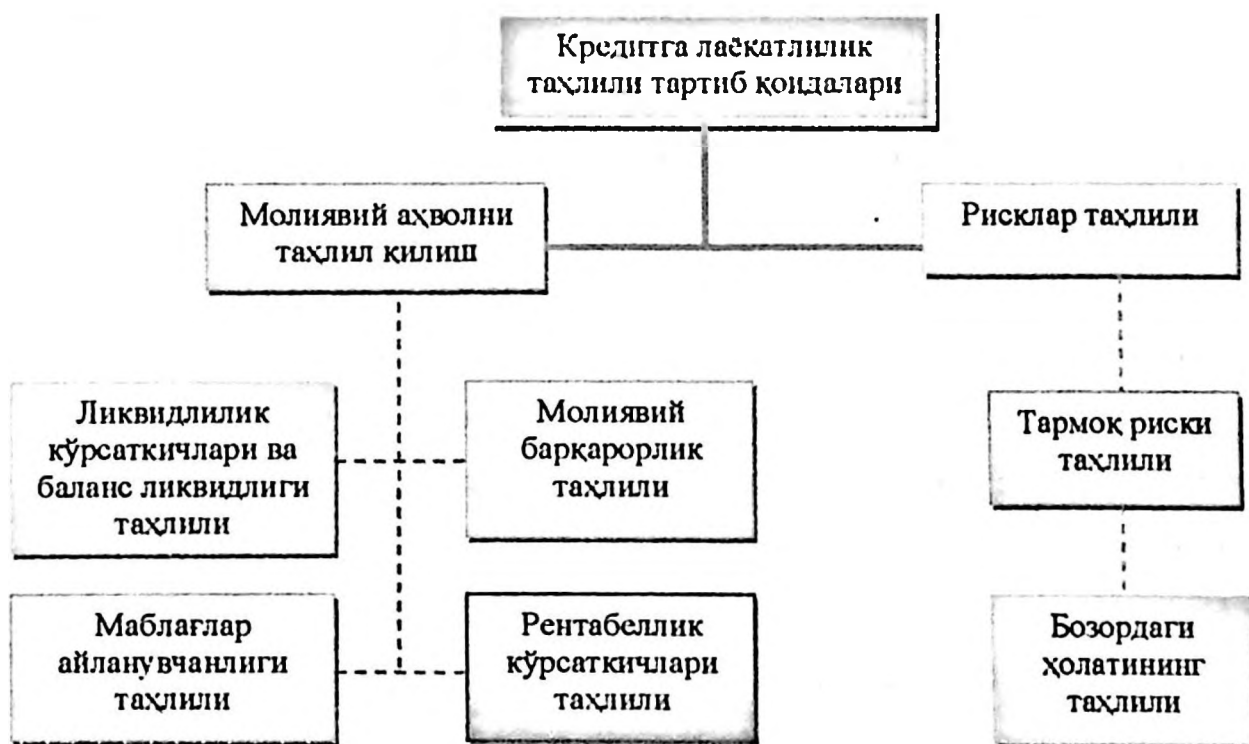 Кредитга лаёкатлилик
таҳлили тартиб қоидалари
Молиявий аҳволни
таҳлил қилиш
Рисклар таҳлили
Ликвидлилик
кўрсаткичлари ва
баланс ликвидлиги
таҳлили
Молиявий
барқарорлик
таҳлили
Тармоқ риски
таҳлили
Маблағлар
айланувчанлиги
таҳлили
Рентабеллик
кўрсаткичлари
таҳлили
Бозордаги
ҳолатининг
таҳлили